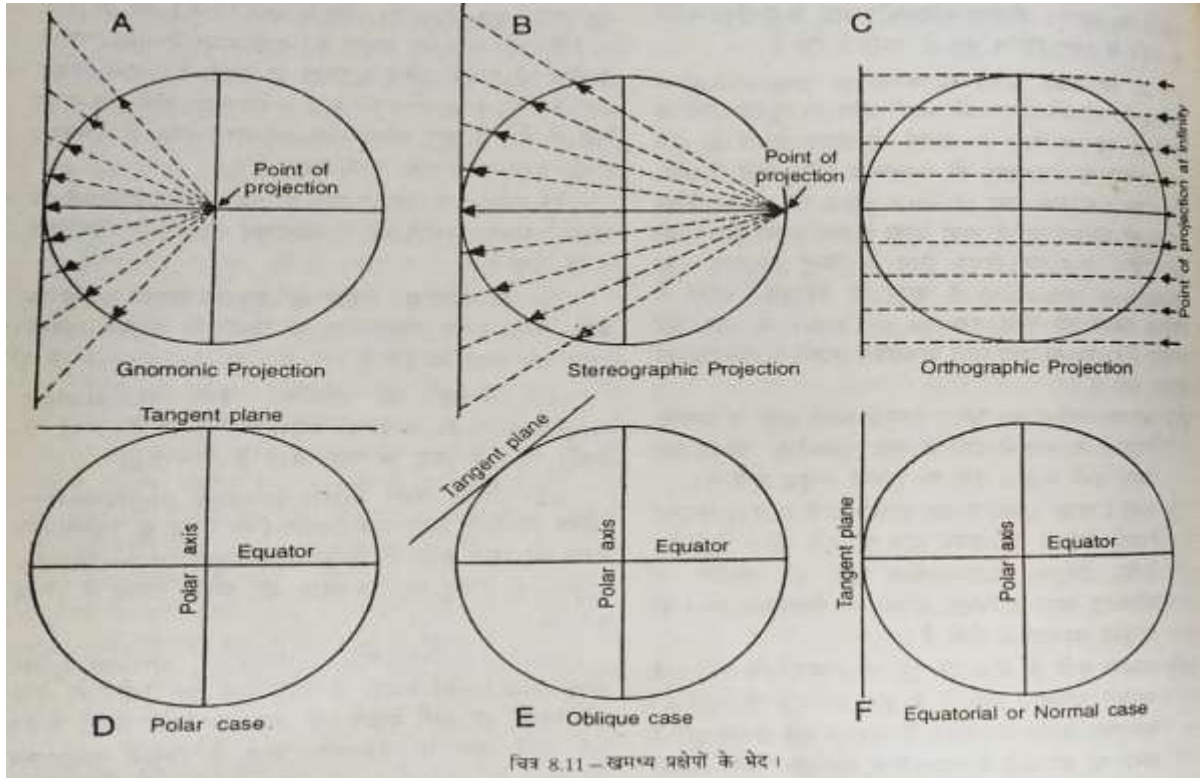 A
B
C
Point of
projection
Point of
projection
Point of projection at infinity
Gnomonic Projection
Stereographic Projection
Orthographic Projection
Tangent plane
Polar axis
Equator
D
Polar case.
Tangent plane
Polar axis
Equator
E
Oblique case
Tangent plane
Polar axis
Equator
F
Equatorial or Normal case
चित्र 8.11–खमध्य प्रक्षेपों के भेद।